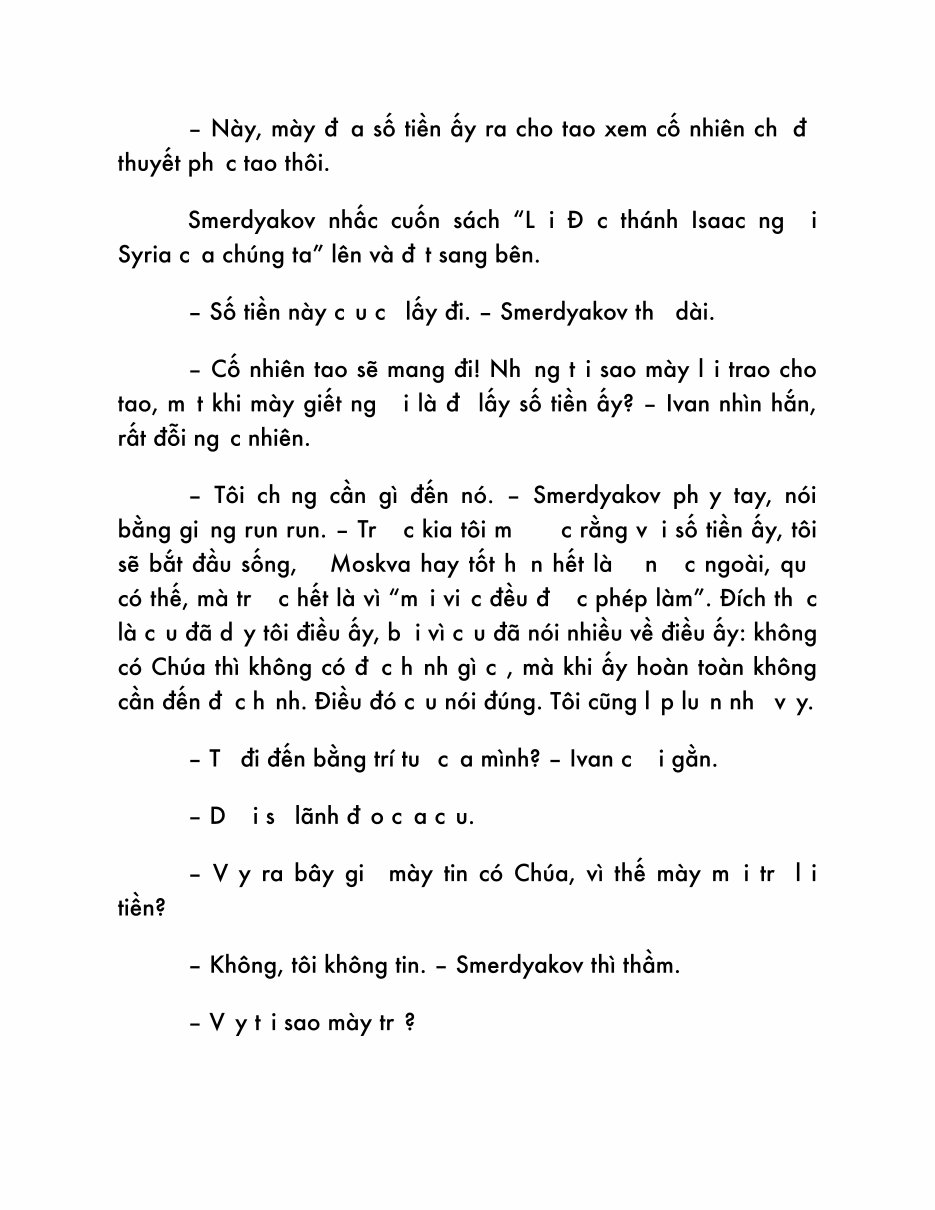 – Này, mày đ a số tiền ấy ra cho tao xem cố nhiên ch đ
thuyết ph c tao thôi.
Smerdyakov nhấc cuốn sách “L i Đ c thánh Isaac ng i
Syria c a chúng ta” lên và đ t sang bên.
– Số tiền này c u c lấy đi. – Smerdyakov th dài.
– Cố nhiên tao sẽ mang đi! Nh ng t i sao mày l i trao cho
tao, m t khi mày giết ng i là đ lấy số tiền ấy? – Ivan nhìn hắn,
rất đỗi ng c nhiên.
– Tôi ch ng cần gì đến nó. – Smerdyakov ph y tay, nói
bằng gi ng run run. – Tr c kia tôi m c rằng v i số tiền ấy, tôi
sẽ bắt đầu sống, Moskva hay tốt h n hết là n c ngoài, qu
có thế, mà tr c hết là vì “m i vi c đều đ c phép làm”. Đích th c
là c u đã d y tôi điều ấy, b i vì c u đã nói nhiều về điều ấy: không
có Chúa thì không có đ c h nh gì c , mà khi ấy hoàn toàn không
cần đến đ c h nh. Điều đó c u nói đúng. Tôi cũng l p lu n nh v y.
– T đi đến bằng trí tu c a mình? – Ivan c i gằn.
– D i s lãnh đ o c a c u.
– V y ra bây gi mày tin có Chúa, vì thế mày m i tr l i
tiền?
– Không, tôi không tin. – Smerdyakov thì thầm.
– V y t i sao mày tr ?